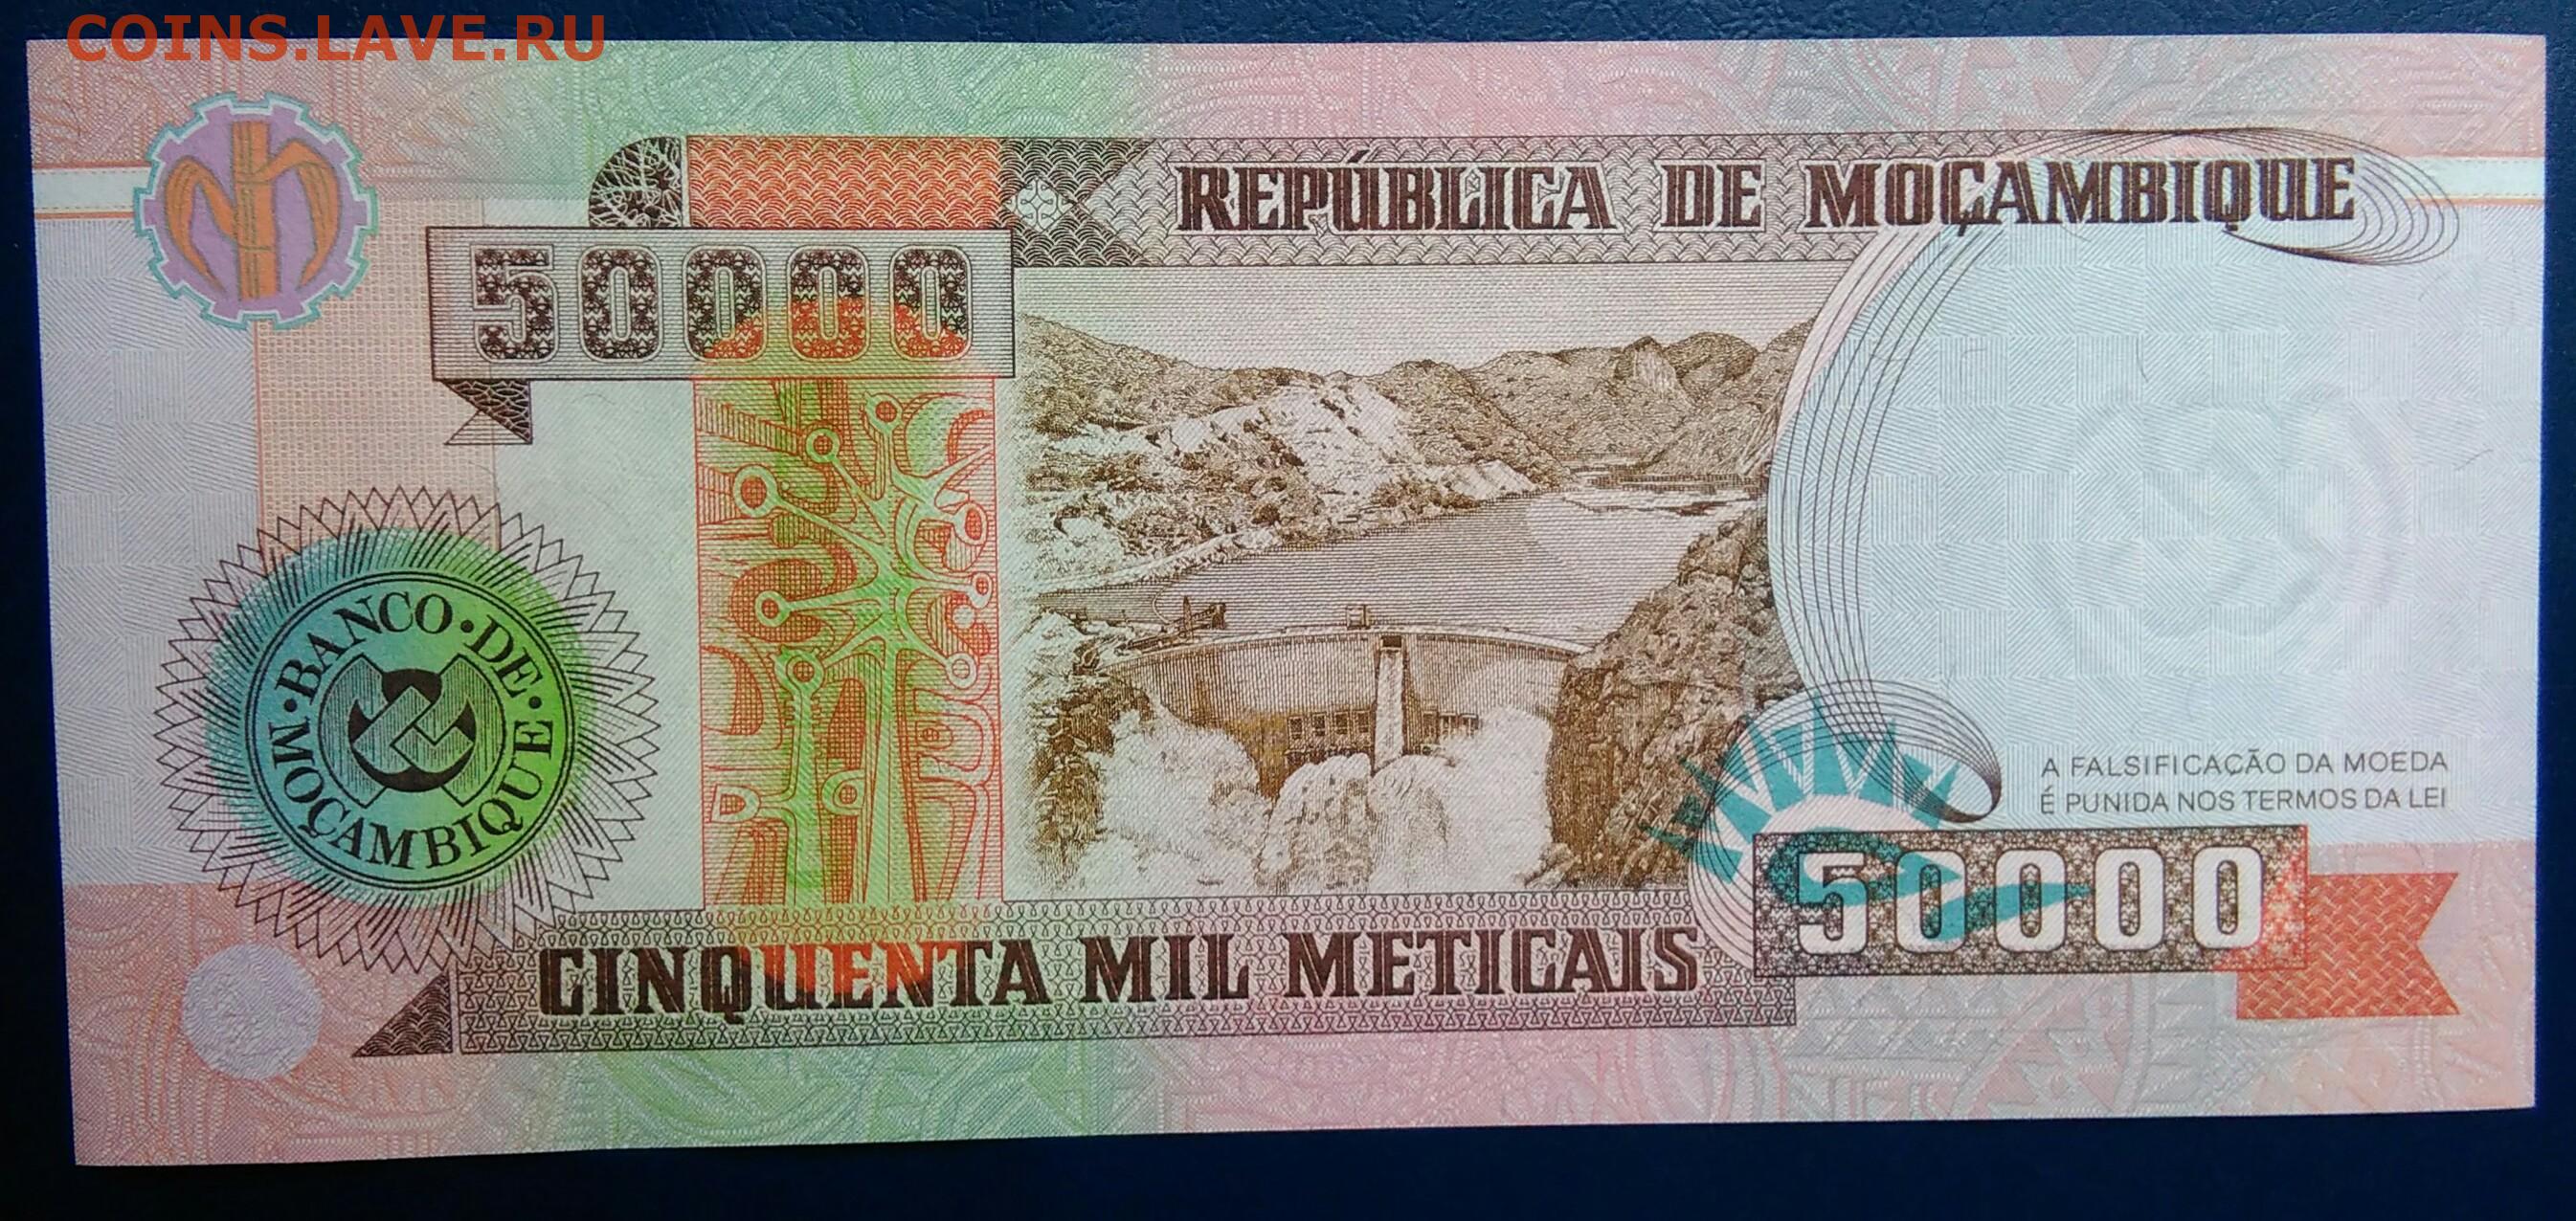 COINS.LAVE.RU
REPÚBLICA DE MOÇAMBIQUE
50000
BANCO • DE • MOÇAMBIQUE •
A FALSIFICAÇÃO DA MOEDA
É PUNIDA NOS TERMOS DA LEI
50000
CINQUENTA MIL METICAIS